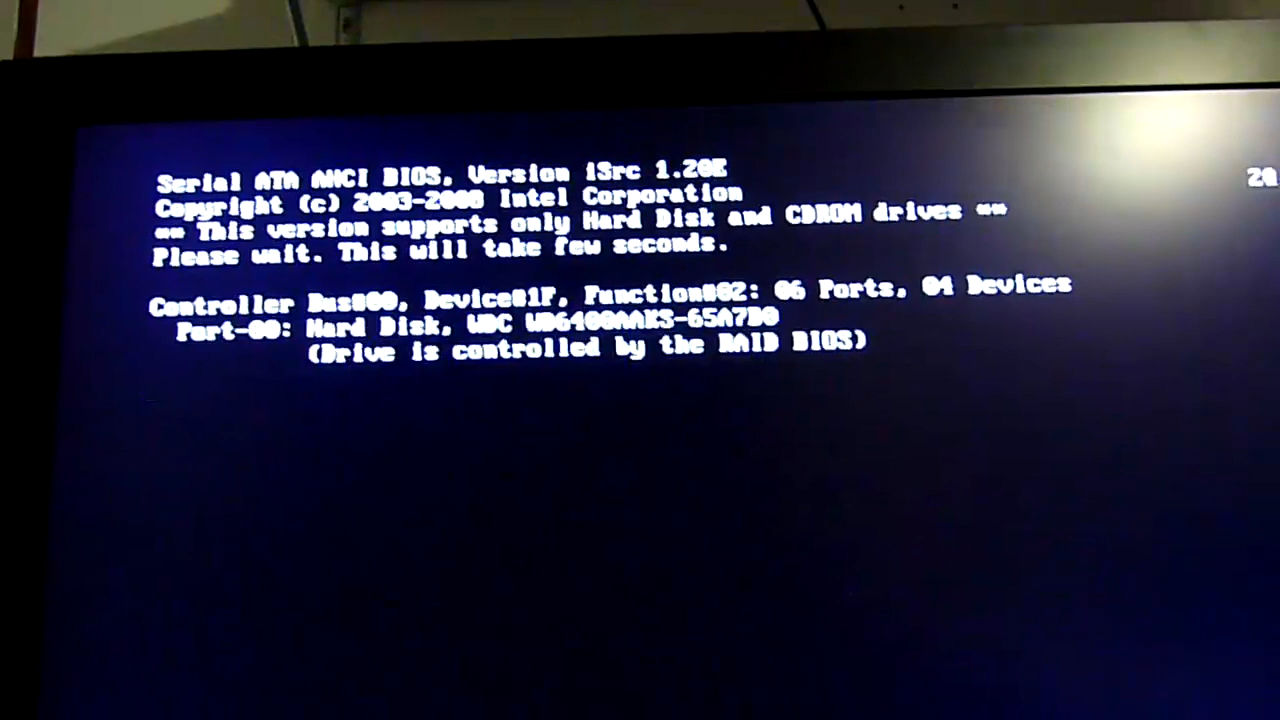 Serial ATA AHCI BIOS, Version iSrc 1.20E
20
Copyright (c) 2003-2008 Intel Corporation
** This version supports only Hard Disk and CDROM drives **
Please wait. This will take few seconds.
Controller Bus#00, Device#1F, Function#02: 06 Ports, 04 Devices
Port-00: Hard Disk, WDC WD6400AAKS-65A7B0
(Drive is controlled by the RAID BIOS)